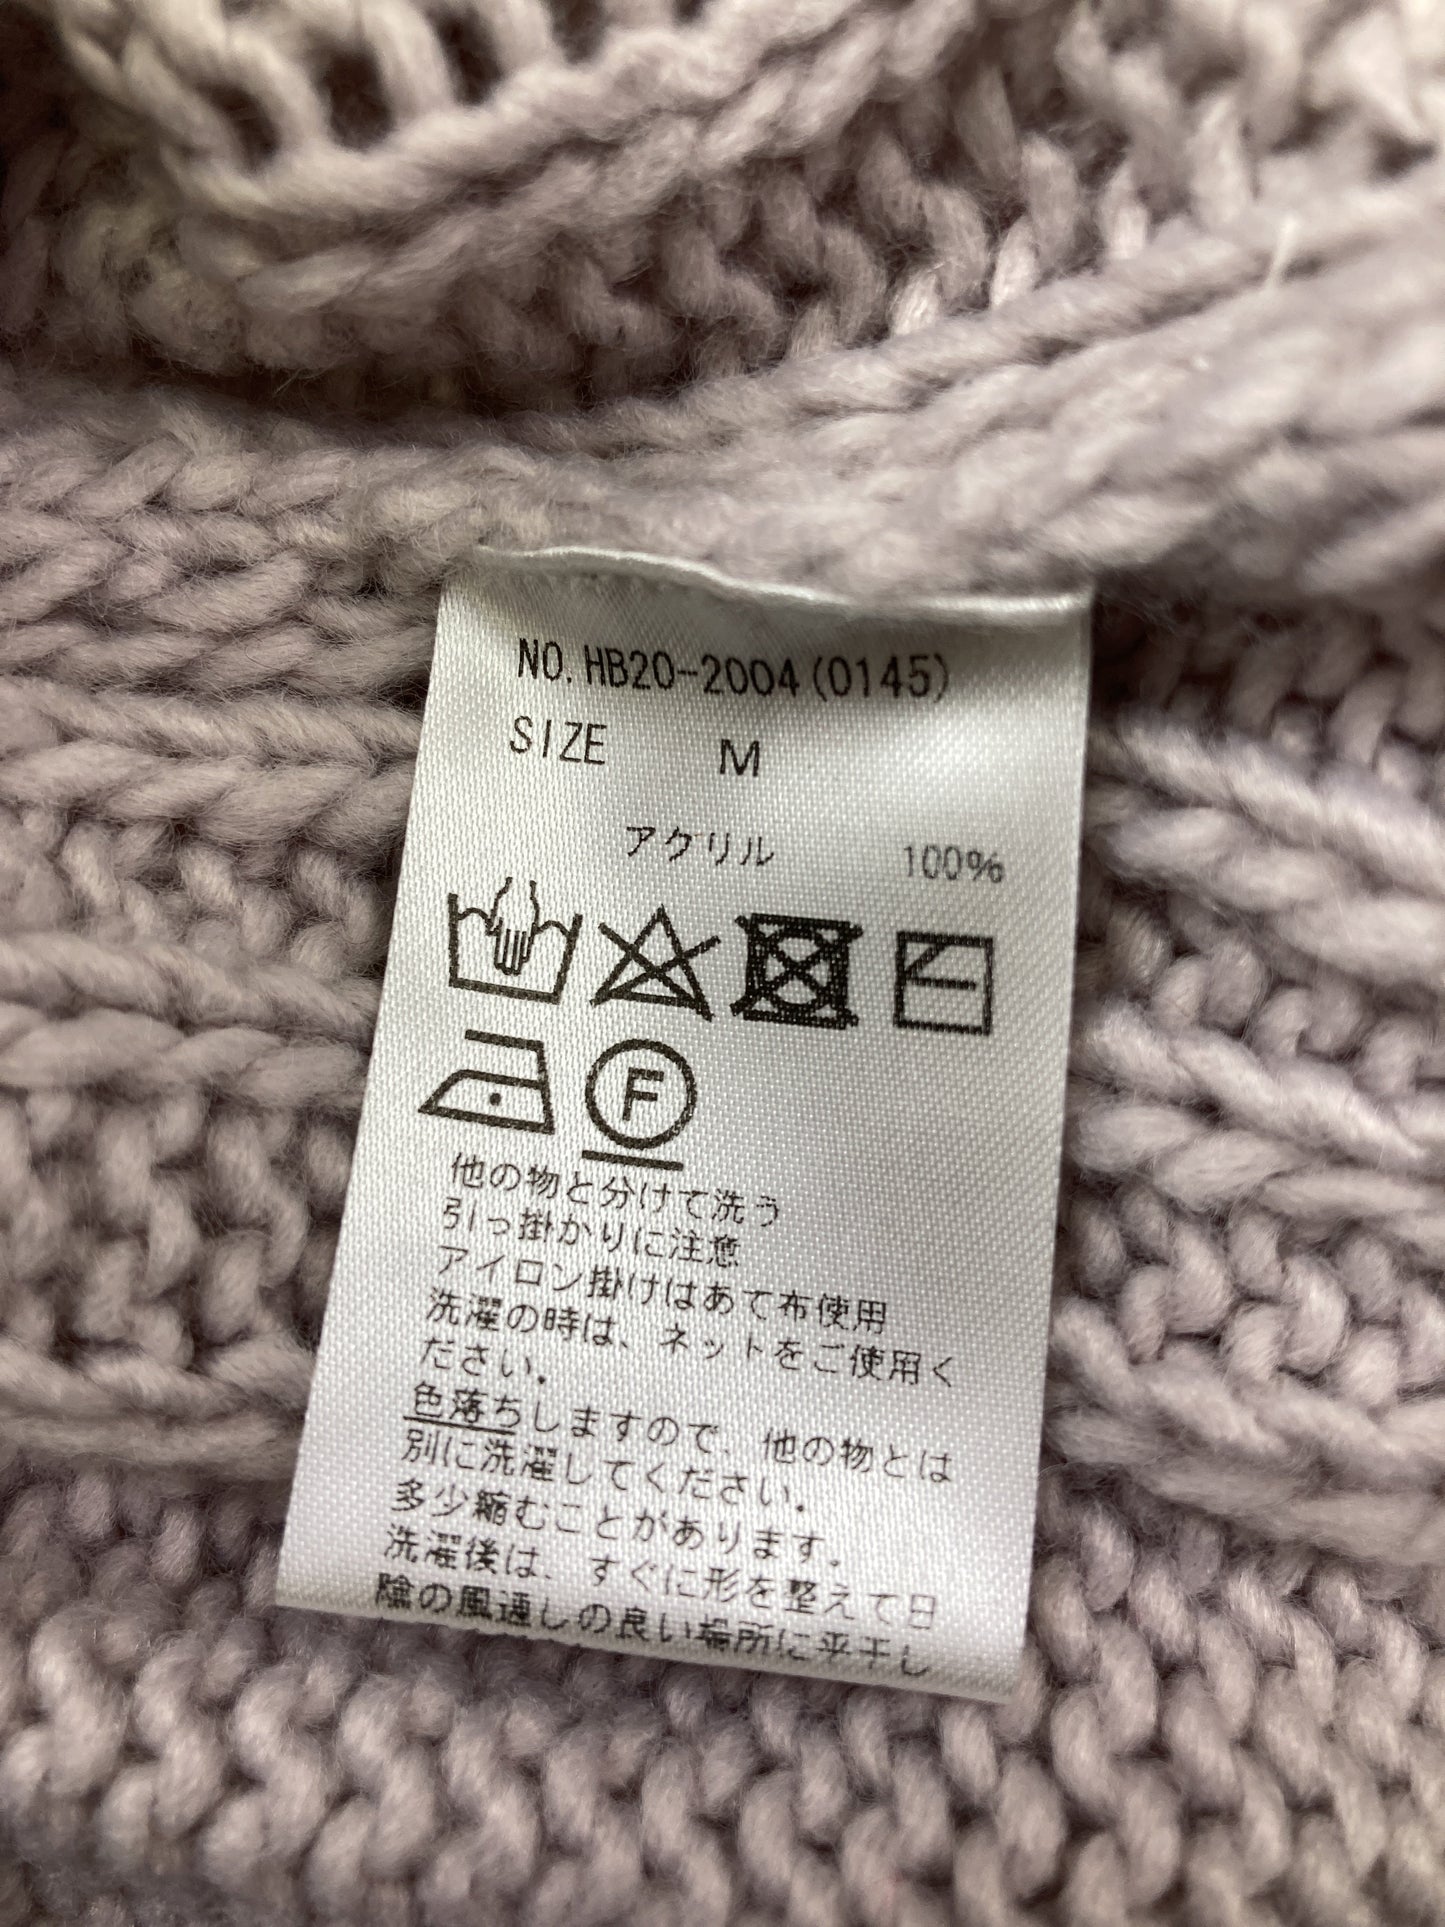 NO. HB20-2004(0145)
SIZE M
アクリル 100%
F
他の物と分けて洗う
引っ掛かりに注意
アイロン掛けはあて布使用
洗濯の時は、ネットをご使用く
ださい.
色落ちしますので、他の物とは
別に洗濯してください.
多少縮むことがあります.
洗濯後は、すぐに形を整えて日
陰の風通しの良い場所に平干し